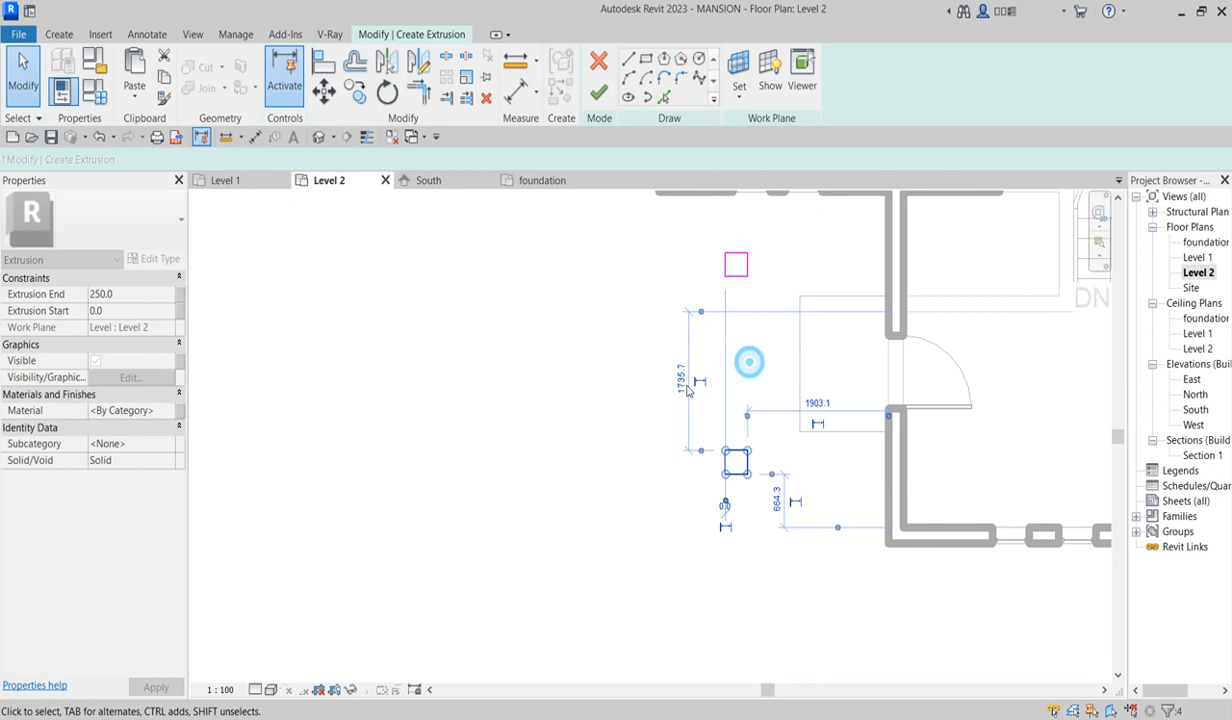 Autodesk Revit 2023 - MANSION - Floor Plan: Level 2
File Create Insert Annotate View Manage Add-Ins V-Ray Modify | Create Extrusion
Modify Paste Cut Join Activate Set Show Viewer
Select Properties Clipboard Geometry Controls Modify Measure Create Mode Draw Work Plane
Modify | Create Extrusion
Properties
Level 1 Level 2 South foundation
Project Browser -...
R
Extrusion Edit Type
Constraints
Extrusion End 250.0
Extrusion Start 0.0
Work Plane Level : Level 2
Graphics
Visible
Visibility/Graphic... Edit...
Materials and Finishes
Material <By Category>
Identity Data
Subcategory <None>
Solid/Void Solid
Properties help Apply
DN
1735.7
1903.1
664.3
0.0
Views (all)
Structural Plan
Floor Plans
foundation
Level 1
Level 2
Site
Ceiling Plans
foundation
Level 1
Level 2
Elevations (Buil
East
North
South
West
Sections (Buildi
Section 1
Legends
Schedules/Quar
Sheets (all)
Families
Groups
Revit Links
1 : 100
Click to select, TAB for alternates, CTRL adds, SHIFT unselects.
:4